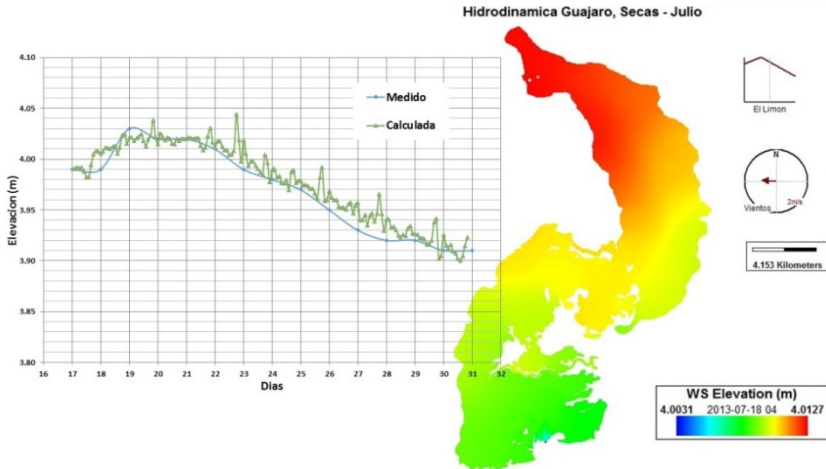 Hidrodinamica Guajaro, Secas - Julio
4.10
4.05
4.00
3.95
3.90
3.85
3.80
Elevacion (m)
Medido
Calculada
16 17 18 19 20 21 22 23 24 25 26 27 28 29 30 31 32
Dias
El Limon
N
Vientos
2m/s
4.153 Kilometers
WS Elevation (m)
4.0031 2013-07-18 04 4.0127